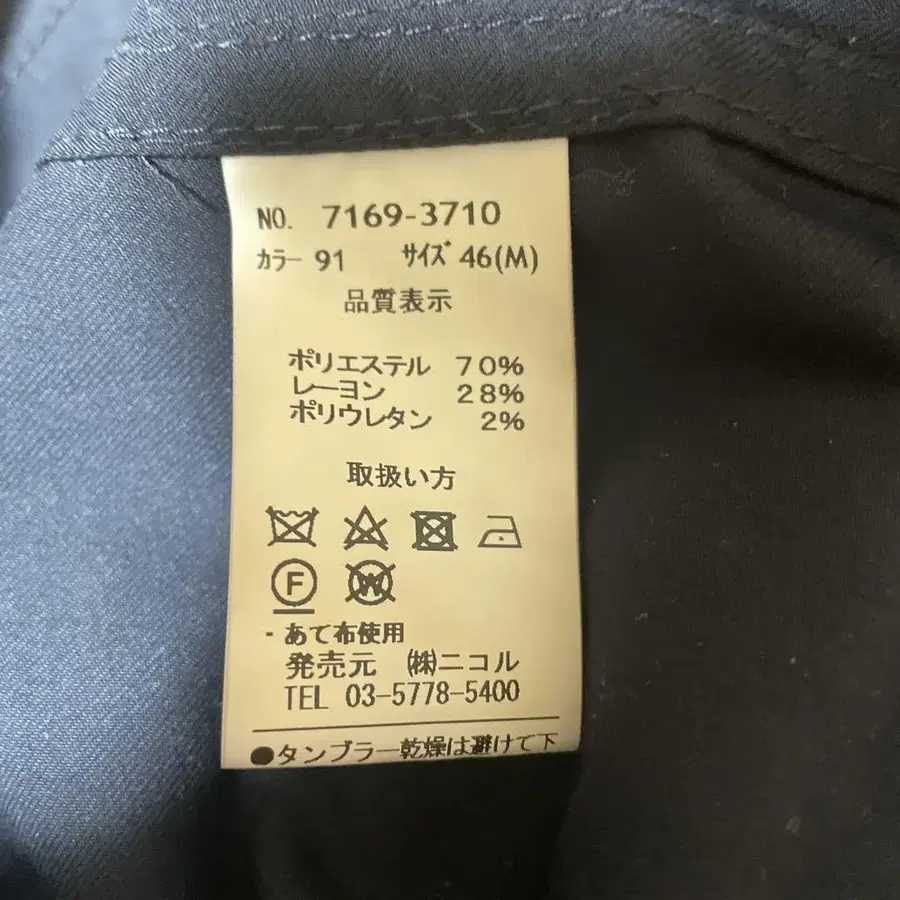 NO. 7169-3710
カラー 91 サイズ 46(M)
品質表示
ポリエステル 70%
レーヨン 28%
ポリウレタン 2%
取扱い方
F W
・あて布使用
発売元 ㈱ニコル
TEL 03-5778-5400
●タンブラー乾燥は避けて下